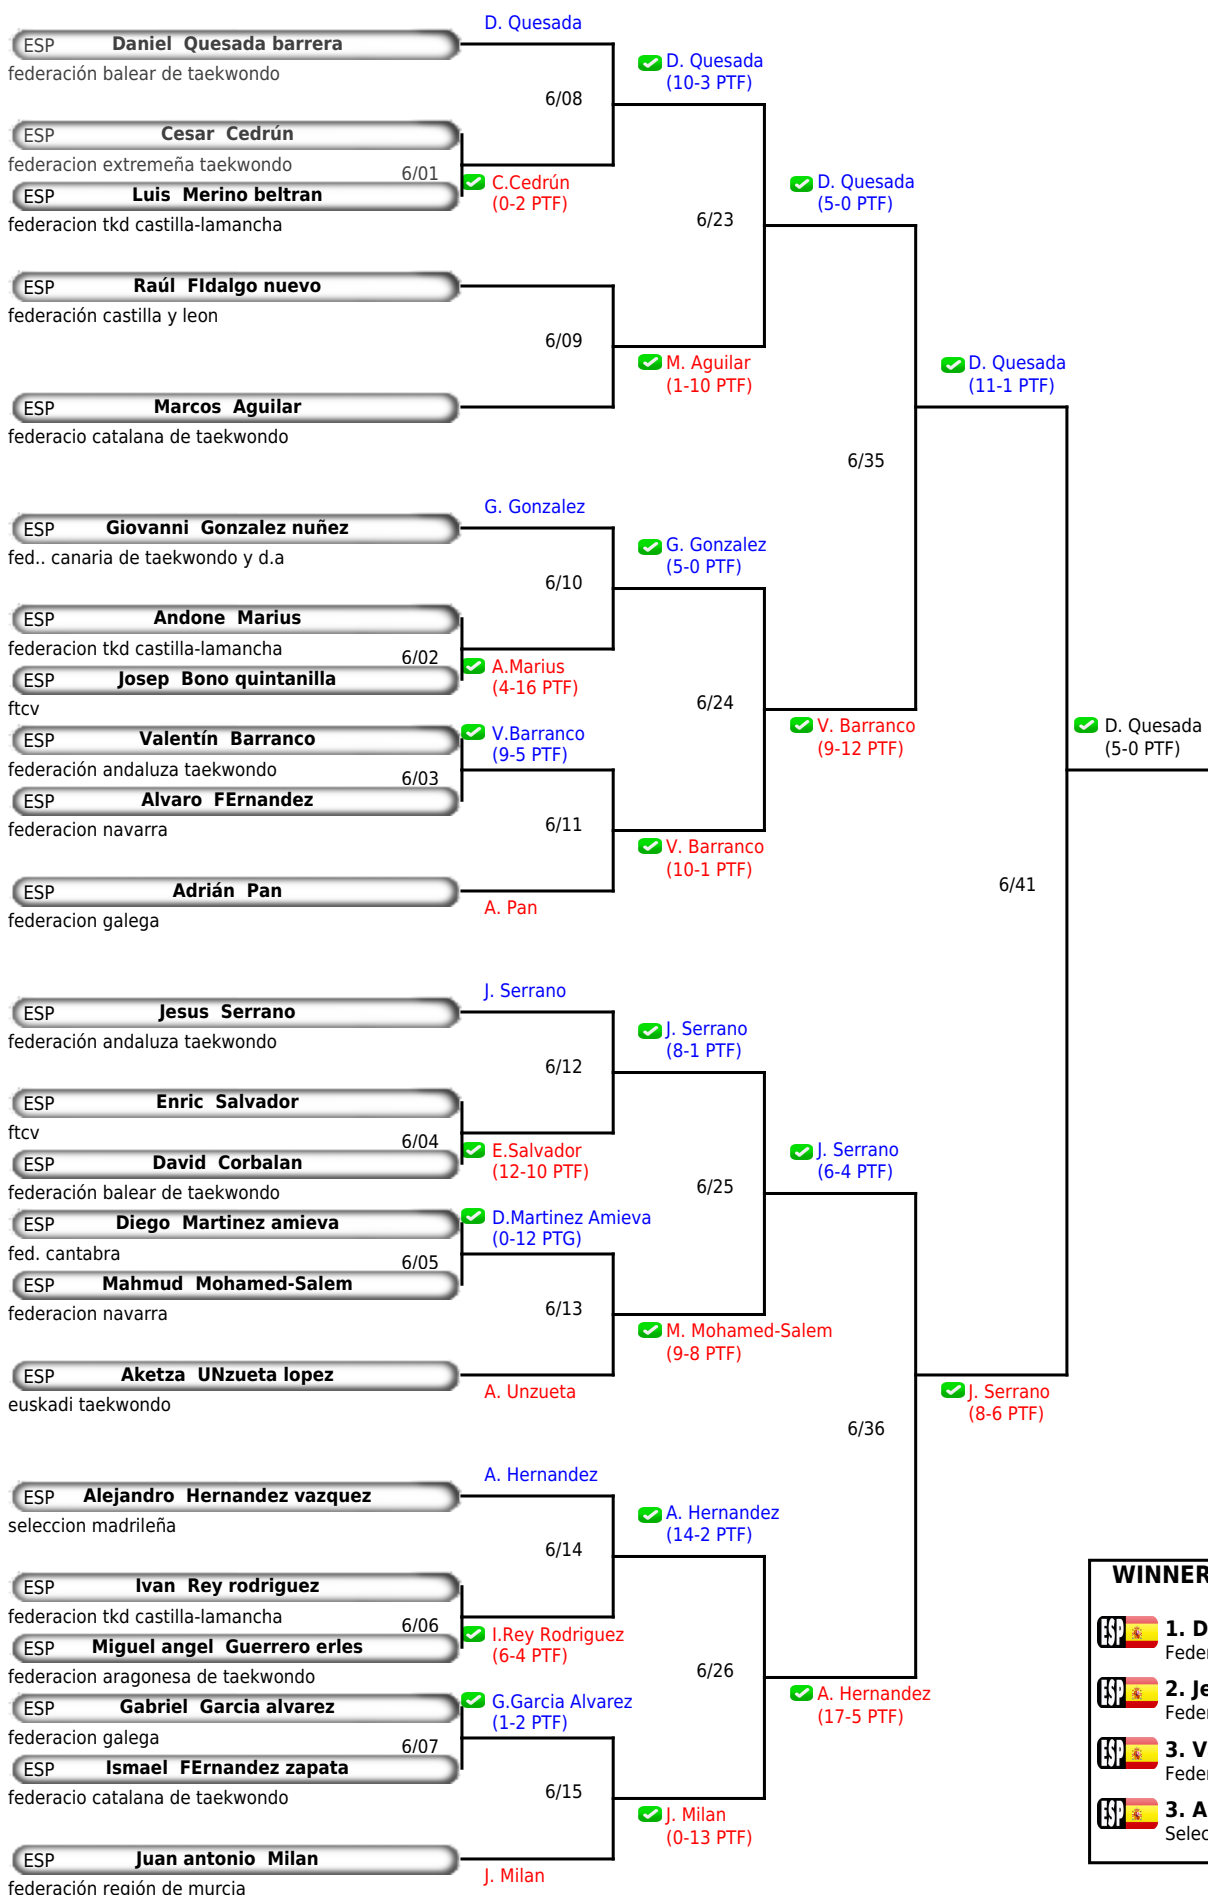 D. Quesada
ESP Daniel Quesada barrera
federación balear de taekwondo
D. Quesada
(10-3 PTF)
6/08
ESP Cesar Cedrún
federacion extremeña taekwondo
6/01
C.Cedrún
(0-2 PTF)
ESP Luis Merino beltran
federacion tkd castilla-lamancha
D. Quesada
(5-0 PTF)
6/23
ESP Raúl FIdalgo nuevo
federación castilla y leon
6/09
M. Aguilar
(1-10 PTF)
ESP Marcos Aguilar
federacio catalana de taekwondo
D. Quesada
(11-1 PTF)
6/35
G. Gonzalez
ESP Giovanni Gonzalez nuñez
fed.. canaria de taekwondo y d.a
G. Gonzalez
(5-0 PTF)
6/10
ESP Andone Marius
federacion tkd castilla-lamancha
6/02
A.Marius
(4-16 PTF)
ESP Josep Bono quintanilla
ftcv
6/24
V. Barranco
(9-12 PTF)
D. Quesada
(5-0 PTF)
ESP Valentín Barranco
federación andaluza taekwondo
V.Barranco
(9-5 PTF)
6/03
ESP Alvaro FErnandez
federacion navarra
6/11
V. Barranco
(10-1 PTF)
ESP Adrián Pan
federacion galega
A. Pan
6/41
J. Serrano
ESP Jesus Serrano
federación andaluza taekwondo
J. Serrano
(8-1 PTF)
6/12
ESP Enric Salvador
ftcv
6/04
E.Salvador
(12-10 PTF)
ESP David Corbalan
federación balear de taekwondo
J. Serrano
(6-4 PTF)
6/25
ESP Diego Martinez amieva
fed. cantabra
D.Martinez Amieva
(0-12 PTG)
6/05
ESP Mahmud Mohamed-Salem
federacion navarra
6/13
M. Mohamed-Salem
(9-8 PTF)
ESP Aketza UNzueta lopez
euskadi taekwondo
A. Unzueta
J. Serrano
(8-6 PTF)
6/36
A. Hernandez
ESP Alejandro Hernandez vazquez
seleccion madrileña
A. Hernandez
(14-2 PTF)
6/14
ESP Ivan Rey rodriguez
federacion tkd castilla-lamancha
6/06
I.Rey Rodriguez
(6-4 PTF)
ESP Miguel angel Guerrero erles
federacion aragonesa de taekwondo
6/26
A. Hernandez
(17-5 PTF)
ESP Gabriel Garcia alvarez
federacion galega
G.Garcia Alvarez
(1-2 PTF)
6/07
ESP Ismael FErnandez zapata
federacio catalana de taekwondo
6/15
J. Milan
(0-13 PTF)
ESP Juan antonio Milan
federación región de murcia
J. Milan
WINNER
ESP 1. D
Feder
ESP 2. Je
Feder
ESP 3. V
Feder
ESP 3. A
Selec